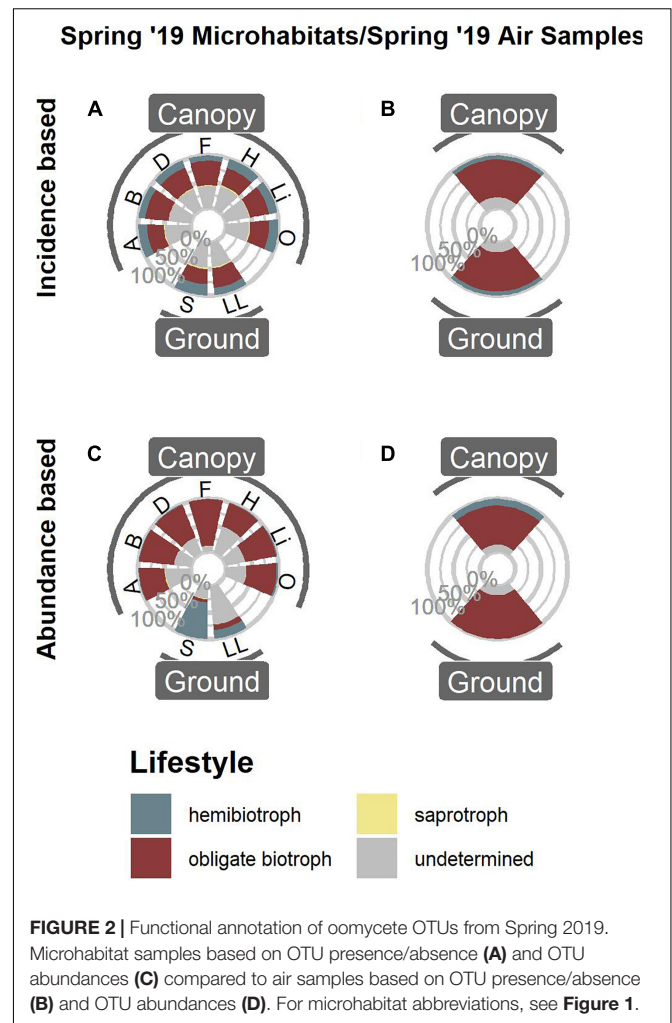 Spring '19 Microhabitats/Spring '19 Air Samples
Incidence based
A
Canopy
A
B
D
F
H
Li
O
0%
50%
100%
S
LL
Ground
B
Canopy
0%
50%
100%
Ground
Abundance based
C
Canopy
A
B
D
F
H
Li
O
0%
50%
100%
S
LL
Ground
D
Canopy
0%
50%
100%
Ground
Lifestyle
hemibiotroph
saprotroph
obligate biotroph
undetermined
FIGURE 2 | Functional annotation of oomycete OTUs from Spring 2019.
Microhabitat samples based on OTU presence/absence (A) and OTU
abundances (C) compared to air samples based on OTU presence/absence
(B) and OTU abundances (D). For microhabitat abbreviations, see Figure 1.